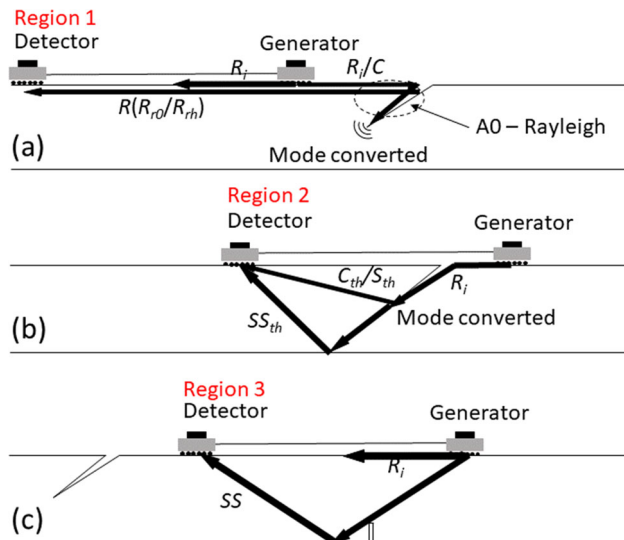 Region 1
Detector
Generator
R_i
R_i/C
R(R_r0/R_rh)
A0 – Rayleigh
(a)
Mode converted
Region 2
Detector
Generator
C_th/S_th
R_i
Mode converted
SS_th
(b)
Region 3
Detector
Generator
R_i
SS
(c)